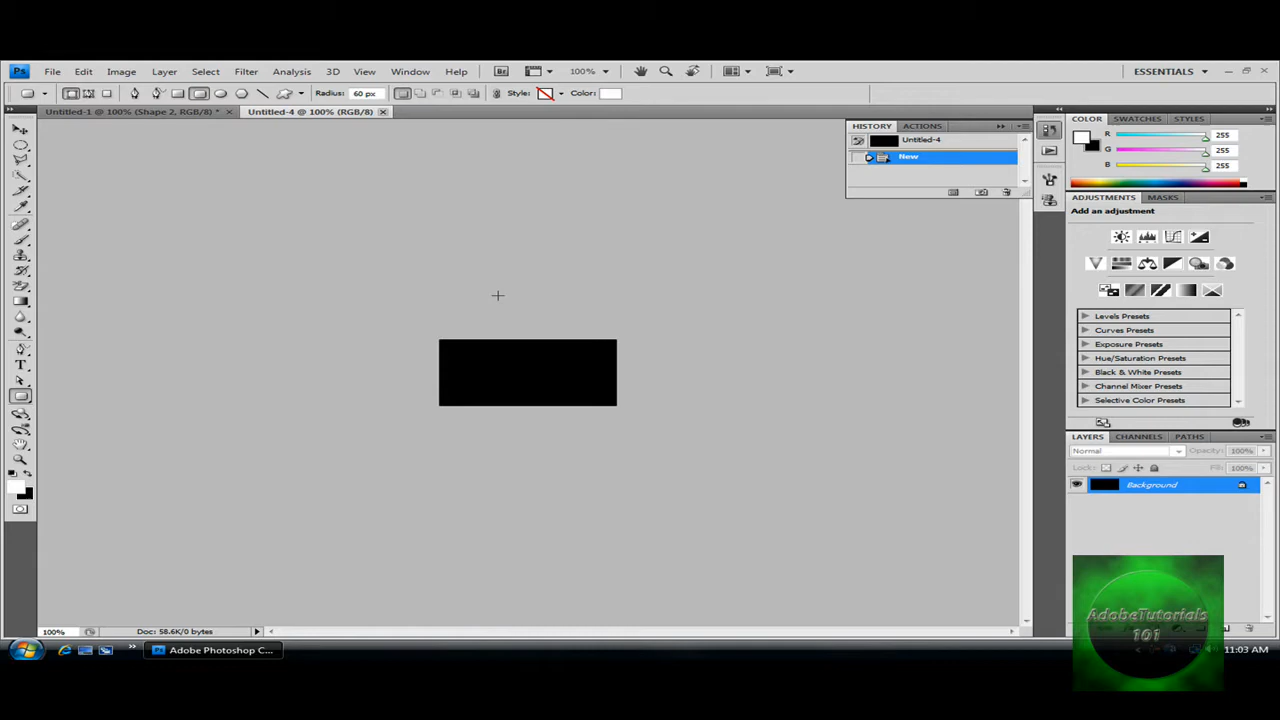 Ps File Edit Image Layer Select Filter Analysis 3D View Window Help Br 100% ESSENTIALS
Radius: 60 px Style: Color:
Untitled-1 @ 100% (Shape 2, RGB/8) * Untitled-4 @ 100% (RGB/8)
HISTORY ACTIONS
Untitled-4
New
COLOR SWATCHES STYLES
R 255
G 255
B 255
ADJUSTMENTS MASKS
Add an adjustment
Levels Presets
Curves Presets
Exposure Presets
Hue/Saturation Presets
Black & White Presets
Channel Mixer Presets
Selective Color Presets
LAYERS CHANNELS PATHS
Normal Opacity: 100%
Lock: Fill: 100%
Background
AdobeTutorials
101
100% Doc: 58.6K/0 bytes
Ps Adobe Photoshop C... 11:03 AM